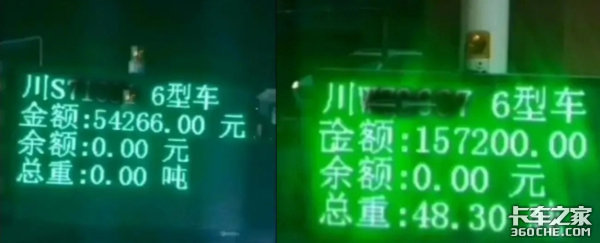 川S 6型车
金额:54266.00 元
余额:0.00 元
总重:0.00 吨
川W 6型车
金额:157200.00
余额:0.00 元
总重:48.30
卡车之家
360CHE.COM